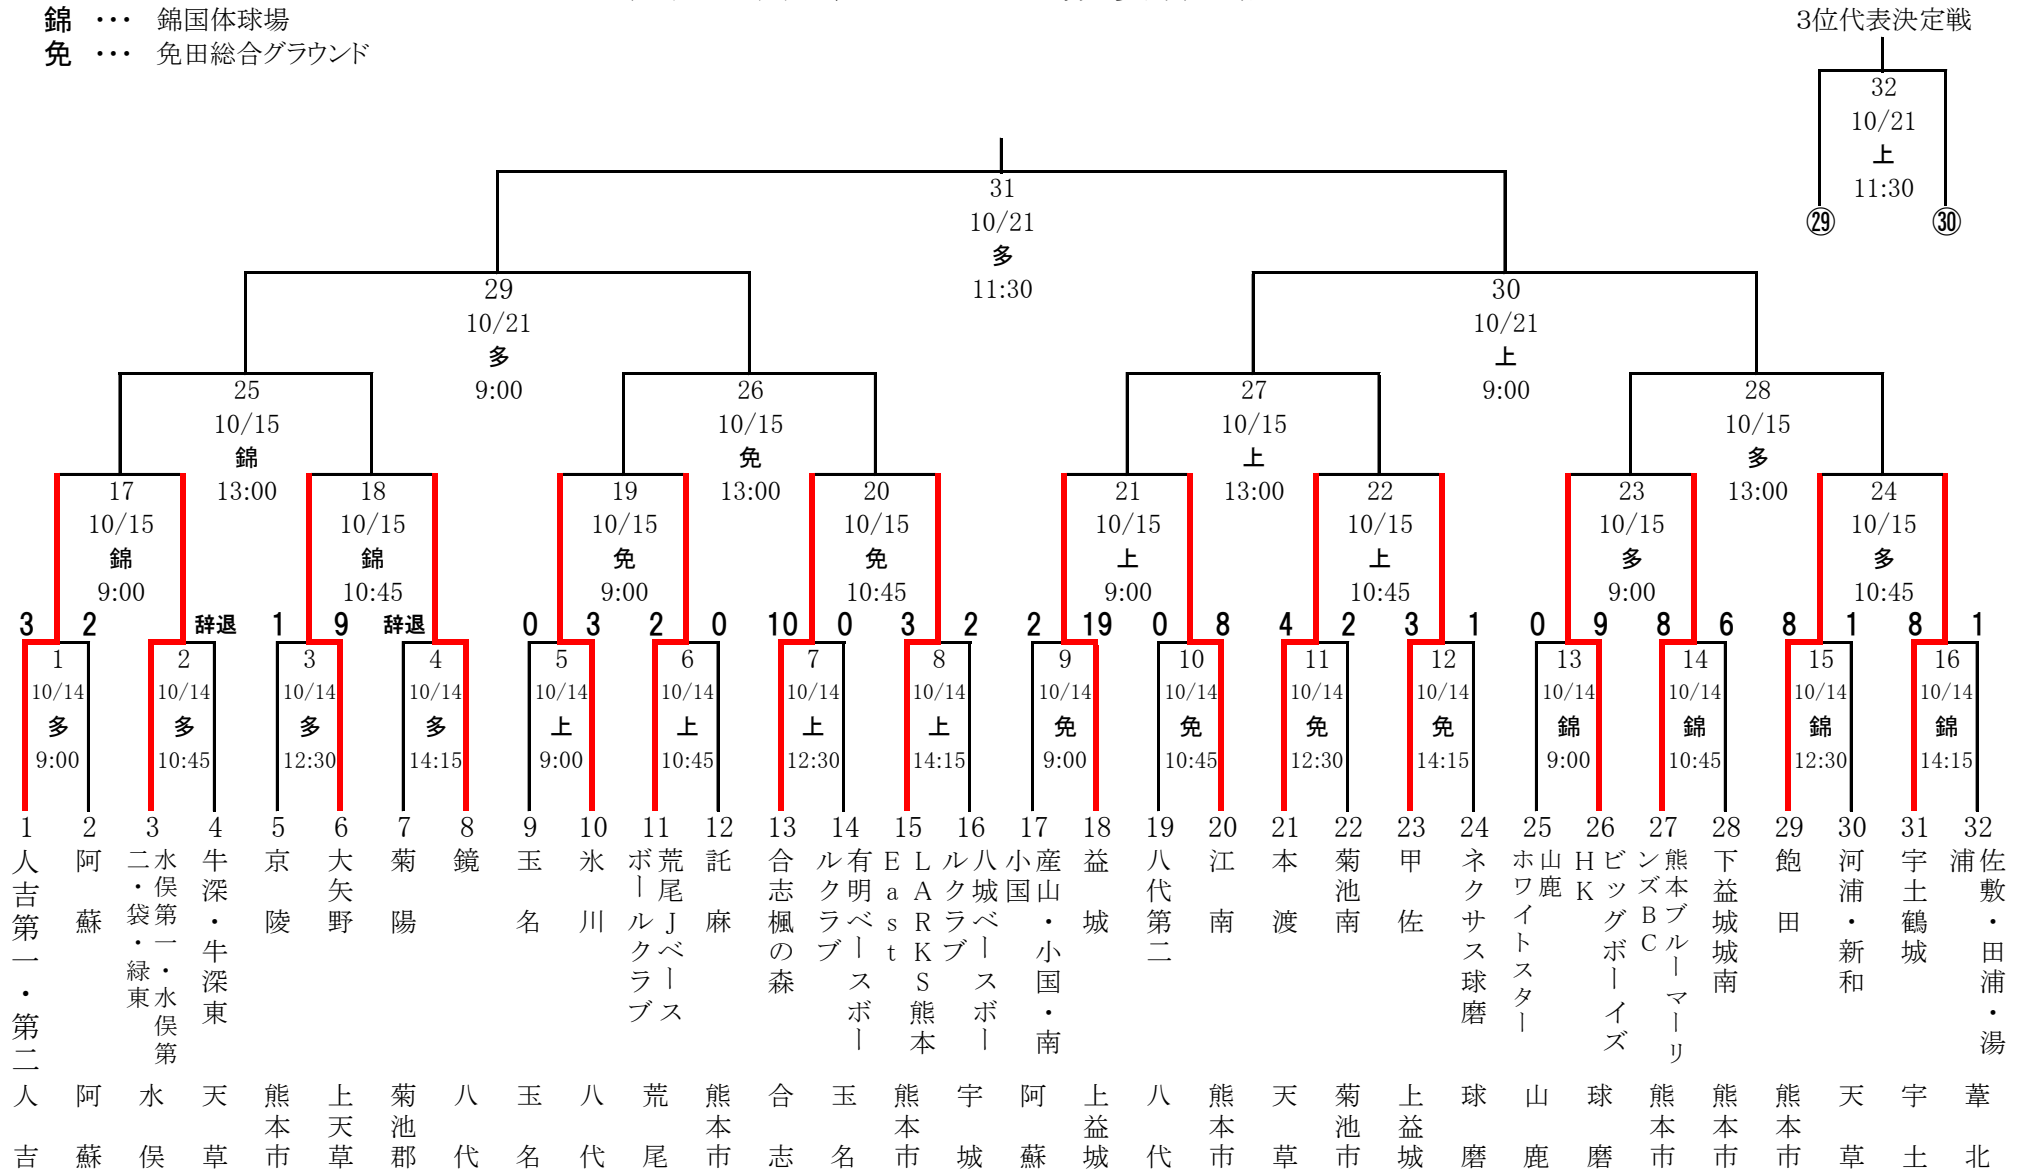 錦 ・・・ 錦国体球場
免 ・・・ 免田総合グラウンド
3位代表決定戦
32
10/21
上
11:30
㉙ ㉚
31
10/21
多
11:30
29 30
10/21 10/21
多 上
9:00 9:00
25 26 27 28
10/15 10/15 10/15 10/15
錦 免 上 多
13:00 13:00 13:00 13:00
17 18 19 20 21 22 23 24
10/15 10/15 10/15 10/15 10/15 10/15 10/15 10/15
錦 錦 免 免 上 上 多 多
9:00 10:45 9:00 10:45 9:00 10:45 9:00 10:45
3 2 辞退 1 9 辞退 0 3 2 0 10 0 3 2 2 19 0 8 4 2 3 1 0 9 8 6 8 1 8 1
1 2 3 4 5 6 7 8 9 10 11 12 13 14 15 16
10/14 10/14 10/14 10/14 10/14 10/14 10/14 10/14 10/14 10/14 10/14 10/14 10/14 10/14 10/14 10/14
多 多 多 多 上 上 上 上 免 免 免 免 錦 錦 錦 錦
9:00 10:45 12:30 14:15 9:00 10:45 12:30 14:15 9:00 10:45 12:30 14:15 9:00 10:45 12:30 14:15
1 2 3 4 5 6 7 8 9 10 11 12 13 14 15 16 17 18 19 20 21 22 23 24 25 26 27 28 29 30 31 32
人吉第一・第二
阿蘇
水俣第一・水俣第
二・袋・緑東
牛深・牛深東
京陵
大矢野
菊陽
鏡
玉名
氷川
荒尾Jベース
ボールクラブ
託麻
合志楓の森
有明ベースボー
ルクラブ
LARKS熊本
East
八城ベースボー
ルクラブ
産山・小国・南
小国
益城
八代第二
江南
本渡
菊池南
甲佐
ネクサス球磨
山鹿
ホワイトスター
ビッグボーイズ
HK
熊本ブルーマーリ
ンズBC
下益城城南
飽田
河浦・新和
宇土鶴城
佐敷・田浦・湯
浦
人吉 阿蘇 水俣 天草 熊本市 上天草 菊池郡 八代 玉名 八代 荒尾 熊本市 合志 玉名 熊本市 宇城 阿蘇 上益城 八代 熊本市 天草 菊池市 上益城 球磨 山鹿 球磨 熊本市 熊本市 熊本市 天草 宇土 葦北